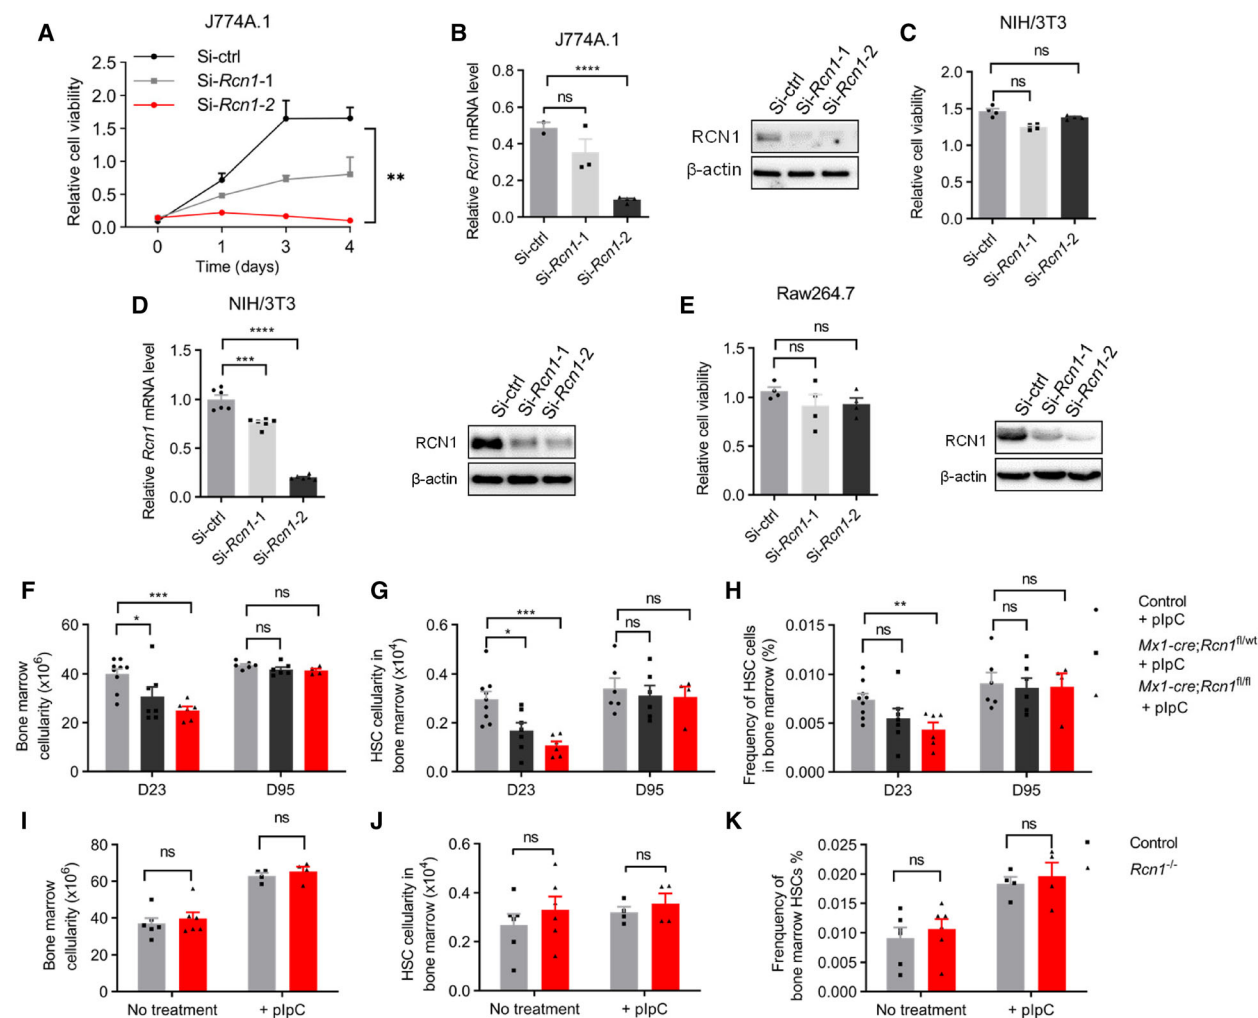 A
J774A.1
Si-ctrl
Si-Rcn1-1
Si-Rcn1-2
Relative cell viability
2.5
2.0
1.5
1.0
0.5
0.0
**
0
1
3
4
Time (days)
B
J774A.1
Relative Rcn1 mRNA level
0.8
0.6
0.4
0.2
0.0
****
ns
Si-ctrl
Si-Rcn1-1
Si-Rcn1-2
Si-ctrl
Si-Rcn1-1
Si-Rcn1-2
RCN1
β-actin
C
NIH/3T3
Relative cell viability
2.0
1.5
1.0
0.5
0.0
ns
ns
Si-ctrl
Si-Rcn1-1
Si-Rcn1-2
D
NIH/3T3
Relative Rcn1 mRNA level
1.5
1.0
0.5
0.0
****
***
Si-ctrl
Si-Rcn1-1
Si-Rcn1-2
Si-ctrl
Si-Rcn1-1
Si-Rcn1-2
RCN1
β-actin
E
Raw264.7
Relative cell viability
1.5
1.0
0.5
0.0
ns
ns
Si-ctrl
Si-Rcn1-1
Si-Rcn1-2
Si-ctrl
Si-Rcn1-1
Si-Rcn1-2
RCN1
β-actin
F
Bone marrow
cellularity (x10⁶)
60
40
20
0
***
*
ns
ns
D23
D95
G
HSC cellularity in
bone marrow (x10⁴)
0.6
0.4
0.2
0.0
***
*
ns
ns
D23
D95
H
Frequency of HSC cells
in bone marrow (%)
0.015
0.010
0.005
0.000
**
ns
ns
ns
D23
D95
Control
+ pIpC
Mx1-cre;Rcn1fl/wt
+ pIpC
Mx1-cre;Rcn1fl/fl
+ pIpC
I
Bone marrow
cellularity (x10⁶)
80
60
40
20
0
ns
ns
No treatment
+ pIpC
J
HSC cellularity in
bone marrow (x10⁴)
0.6
0.4
0.2
0.0
ns
ns
No treatment
+ pIpC
K
Frenquency of
bone marrow HSCs %
0.025
0.020
0.015
0.010
0.005
0.000
ns
ns
No treatment
+ pIpC
Control
Rcn1⁻/⁻